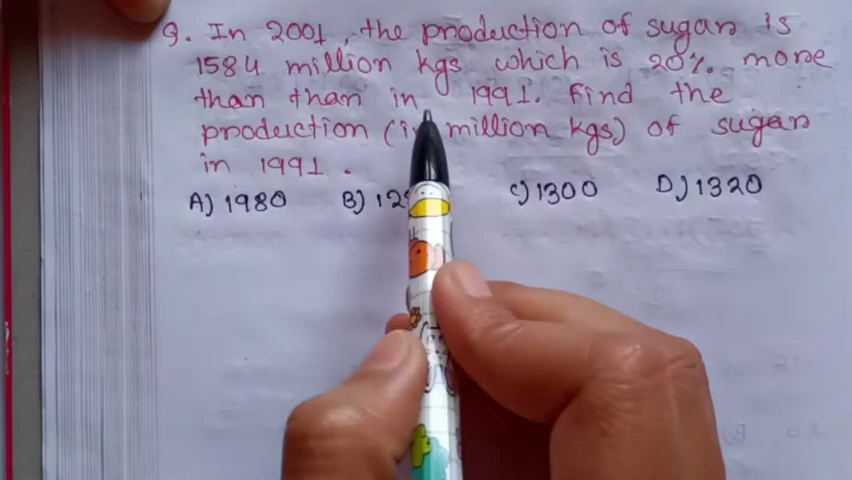 Q. In 2001, the production of sugar is
1584 million kgs which is 20% more
than than in 1991. Find the
production (in million kgs) of sugar
in 1991.
A) 1980 B) C) 1300 D) 1320